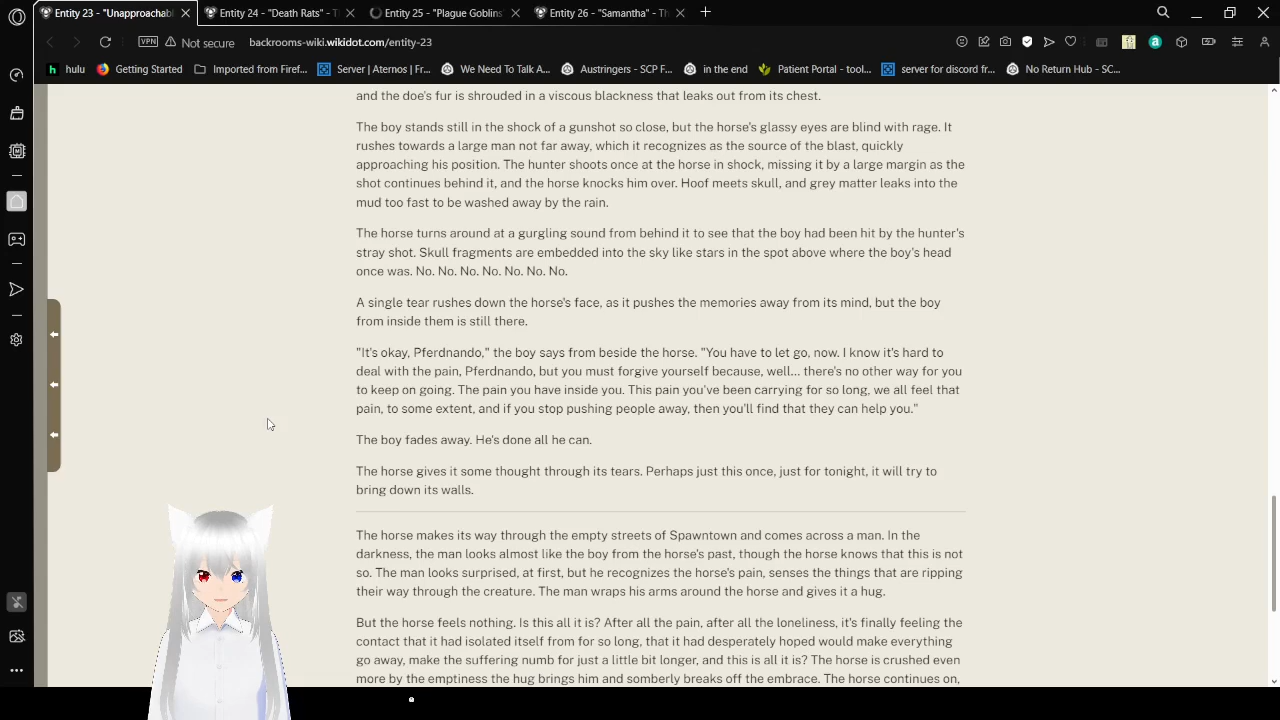 Entity 23 - "Unapproachabl
Entity 24 - "Death Rats" - T
Entity 25 - "Plague Goblins"
Entity 26 - "Samantha" - Th
VPN
Not secure
backrooms-wiki.wikidot.com/entity-23
hulu
Getting Started
Imported from Firef...
Server | Aternos | Fr...
We Need To Talk A...
Austringers - SCP F...
in the end
Patient Portal - tool...
server for discord fr...
No Return Hub - SC...
and the doe's fur is shrouded in a viscous blackness that leaks out from its chest.
The boy stands still in the shock of a gunshot so close, but the horse's glassy eyes are blind with rage. It
rushes towards a large man not far away, which it recognizes as the source of the blast, quickly
approaching his position. The hunter shoots once at the horse in shock, missing it by a large margin as the
shot continues behind it, and the horse knocks him over. Hoof meets skull, and grey matter leaks into the
mud too fast to be washed away by the rain.
The horse turns around at a gurgling sound from behind it to see that the boy had been hit by the hunter's
stray shot. Skull fragments are embedded into the sky like stars in the spot above where the boy's head
once was. No. No. No. No. No. No. No.
A single tear rushes down the horse's face, as it pushes the memories away from its mind, but the boy
from inside them is still there.
"It's okay, Pferdnando," the boy says from beside the horse. "You have to let go, now. I know it's hard to
deal with the pain, Pferdnando, but you must forgive yourself because, well... there's no other way for you
to keep on going. The pain you have inside you. This pain you've been carrying for so long, we all feel that
pain, to some extent, and if you stop pushing people away, then you'll find that they can help you."
The boy fades away. He's done all he can.
The horse gives it some thought through its tears. Perhaps just this once, just for tonight, it will try to
bring down its walls.
The horse makes its way through the empty streets of Spawntown and comes across a man. In the
darkness, the man looks almost like the boy from the horse's past, though the horse knows that this is not
so. The man looks surprised, at first, but he recognizes the horse's pain, senses the things that are ripping
their way through the creature. The man wraps his arms around the horse and gives it a hug.
But the horse feels nothing. Is this all it is? After all the pain, after all the loneliness, it's finally feeling the
contact that it had isolated itself from for so long, that it had desperately hoped would make everything
go away, make the suffering numb for just a little bit longer, and this is all it is? The horse is crushed even
more by the emptiness the hug brings him and somberly breaks off the embrace. The horse continues on,